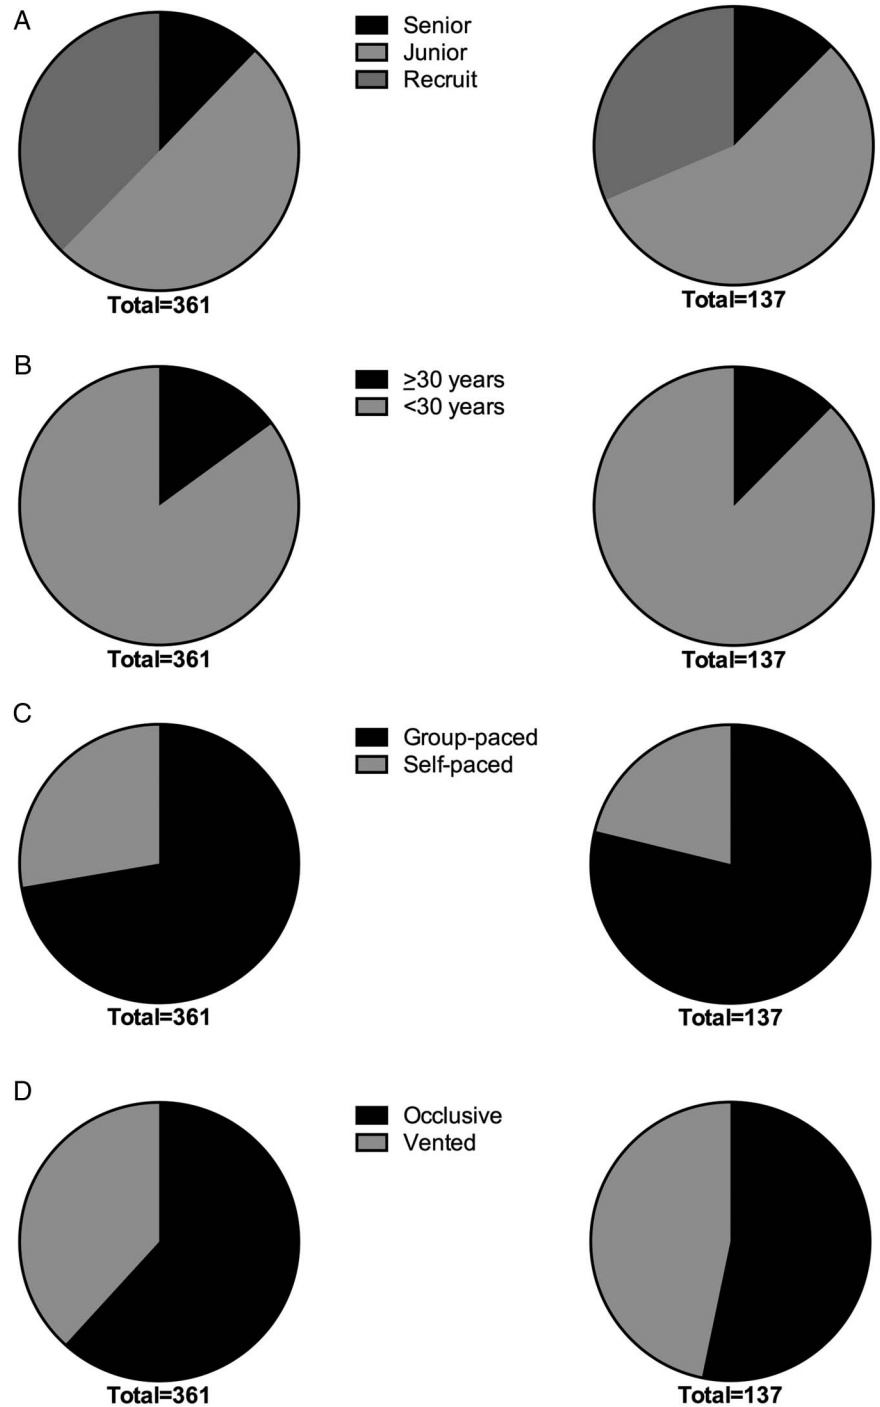 A
Senior
Junior
Recruit
Total=361
Total=137
B
≥30 years
<30 years
Total=361
Total=137
C
Group-paced
Self-paced
Total=361
Total=137
D
Occlusive
Vented
Total=361
Total=137